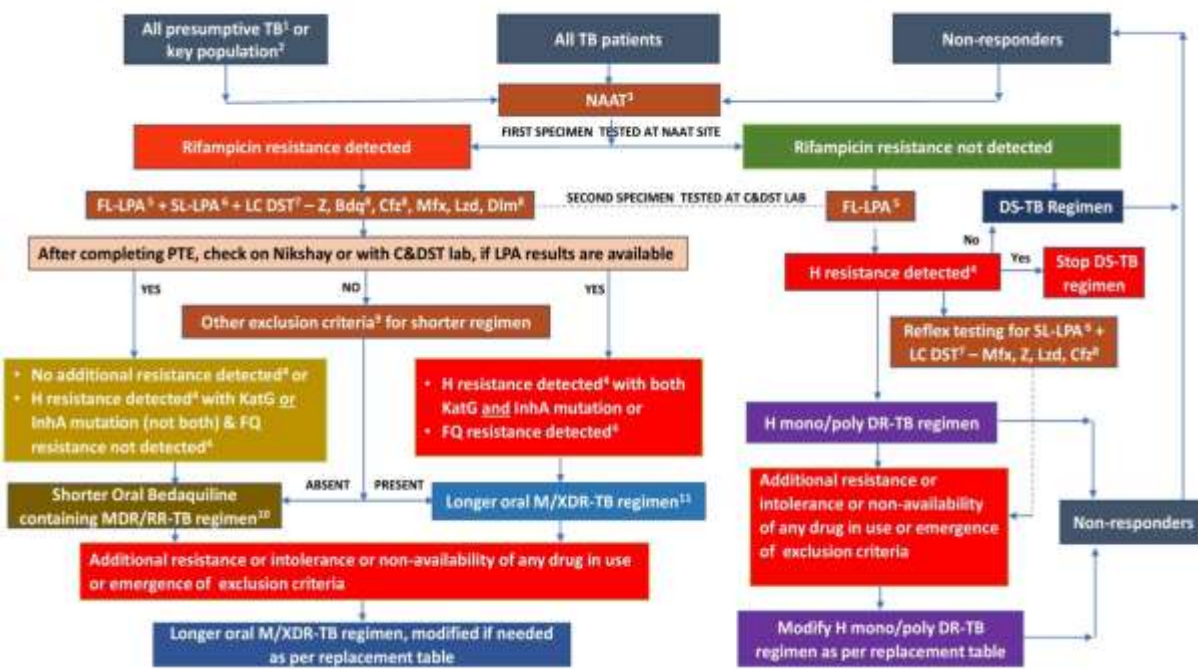 All presumptive TB¹ or
key population²
All TB patients
Non-responders
NAAT³
FIRST SPECIMEN TESTED AT NAAT SITE
Rifampicin resistance detected
Rifampicin resistance not detected
FL-LPA⁵ + SL-LPA⁶ + LC DST⁷ – Z, Bdq⁸, Cfz⁸, Mfx, Lzd, Dlm⁸
SECOND SPECIMEN TESTED AT C&DST LAB
FL-LPA⁵
DS-TB Regimen
After completing PTE, check on Nikshay or with C&DST lab, if LPA results are available
No
H resistance detected⁴
Yes
Stop DS-TB
regimen
YES
NO
YES
Other exclusion criteria⁹ for shorter regimen
Reflex testing for SL-LPA⁶ +
LC DST⁷ – Mfx, Z, Lzd, Cfz⁸
• No additional resistance detected⁴ or
• H resistance detected⁴ with KatG or
InhA mutation (not both) & FQ
resistance not detected⁶
• H resistance detected⁴ with both
KatG and InhA mutation or
• FQ resistance detected⁶
H mono/poly DR-TB regimen
ABSENT
PRESENT
Shorter Oral Bedaquiline
containing MDR/RR-TB regimen¹⁰
Longer oral M/XDR-TB regimen¹¹
Additional resistance or
intolerance or non-availability
of any drug in use or emergence
of exclusion criteria
Non-responders
Additional resistance or intolerance or non-availability of any drug in use
or emergence of exclusion criteria
Longer oral M/XDR-TB regimen, modified if needed
as per replacement table
Modify H mono/poly DR-TB
regimen as per replacement table